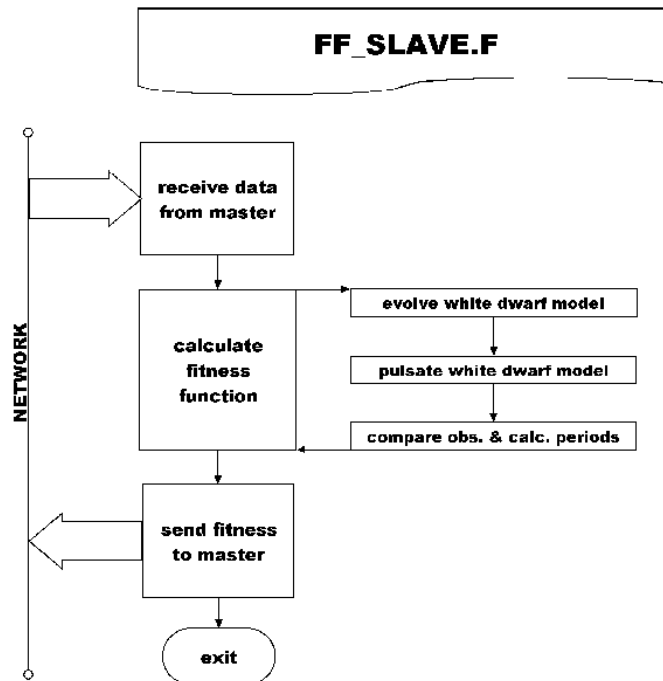 FF_SLAVE.F
NETWORK
receive data
from master
calculate
fitness
function
evolve white dwarf model
pulsate white dwarf model
compare obs. & calc. periods
send fitness
to master
exit